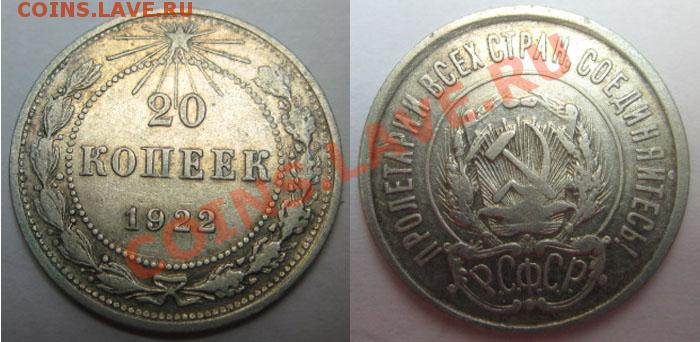 COINS.LAVE.RU
20
КОПЕЕК
1922
COINS.LAVE.RU
ПРОЛЕТАРИИ ВСЕХ СТРАН, СОЕДИНЯЙТЕСЬ!
Р.С.Ф.С.Р.